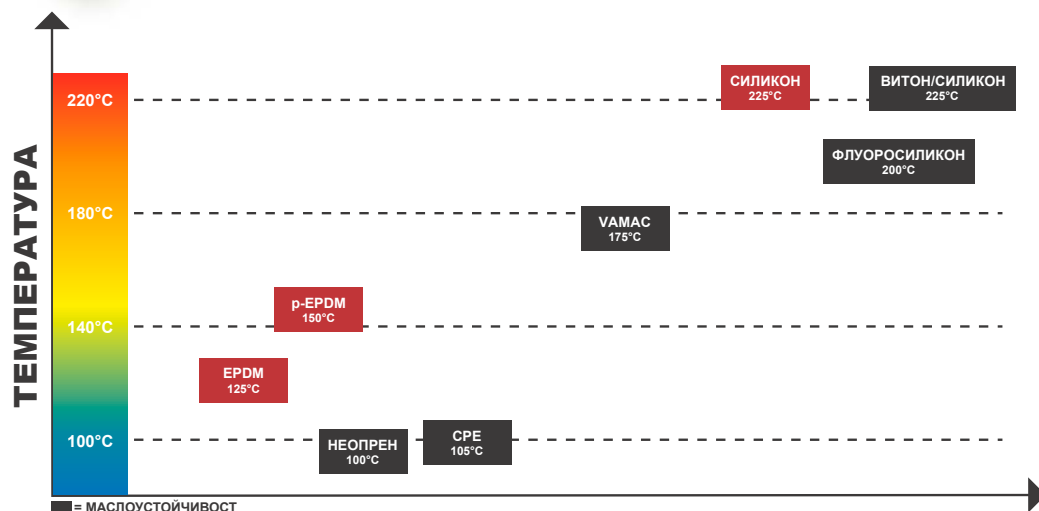 ТЕМПЕРАТУРА
220°C
180°C
140°C
100°C
СИЛИКОН
225°C
ВИТОН/СИЛИКОН
225°C
ФЛУОРОСИЛИКОН
200°C
VAMAC
175°C
p-EPDM
150°C
EPDM
125°C
НЕОПРЕН
100°C
CPE
105°C
= МАСЛОУСТОЙЧИВОСТ